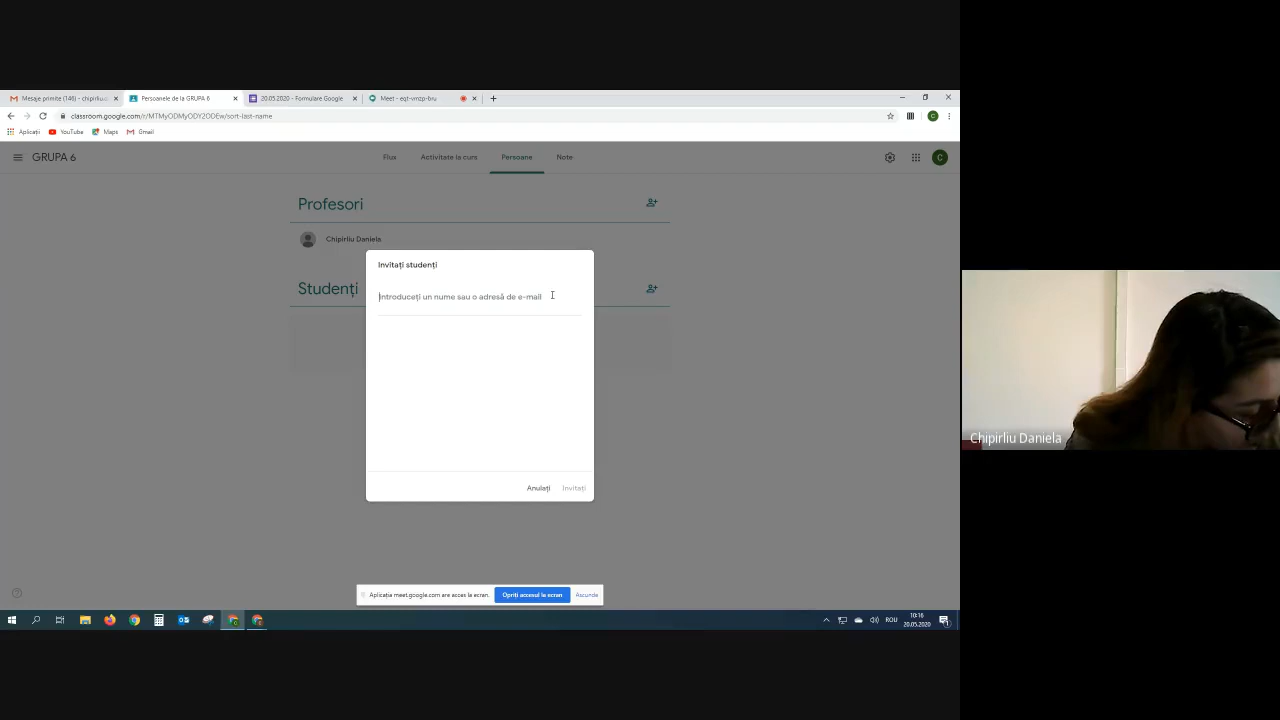 Mesaje primite (146) - chipirliu
Persoanele de la GRUPA 6
20.05.2020 - Formulare Google
Meet - eqt-vmzp-bru
classroom.google.com/r/MTMyODMyODY2ODEw/sort-last-name
C
Aplicații
YouTube
Maps
Gmail
GRUPA 6
Flux
Activitate la curs
Persoane
Note
C
Profesori
Chipirliu Daniela
Invitați studenți
Studenți
Introduceți un nume sau o adresă de e-mail
Anulați
Invitați
Aplicația meet.google.com are acces la ecran.
Opriți accesul la ecran
Ascunde
ROU
10:16
20.05.2020
Chipirliu Daniela